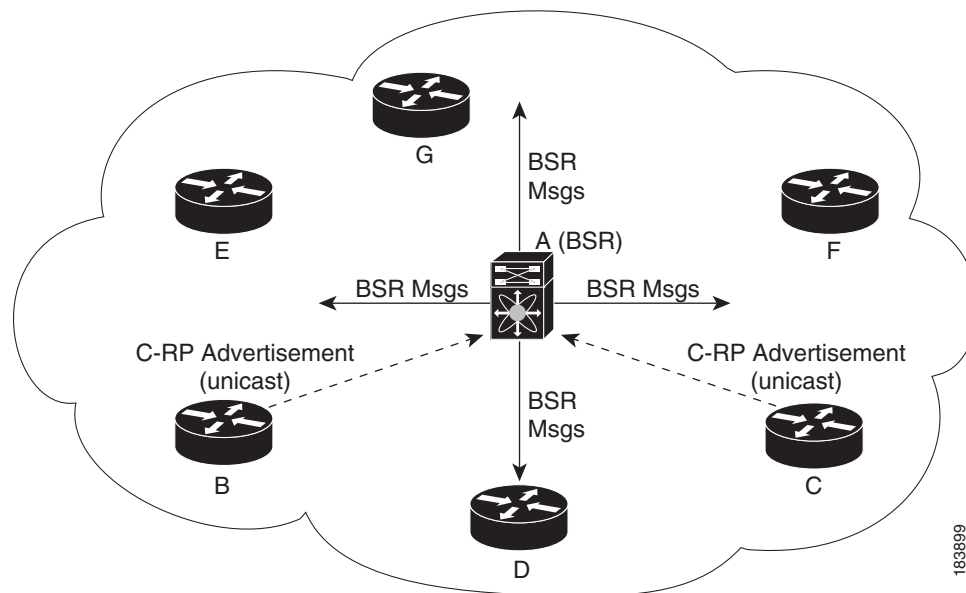 G
BSR
Msgs
E
F
A (BSR)
BSR Msgs
BSR Msgs
C-RP Advertisement
(unicast)
C-RP Advertisement
(unicast)
BSR
Msgs
B
C
D
183899